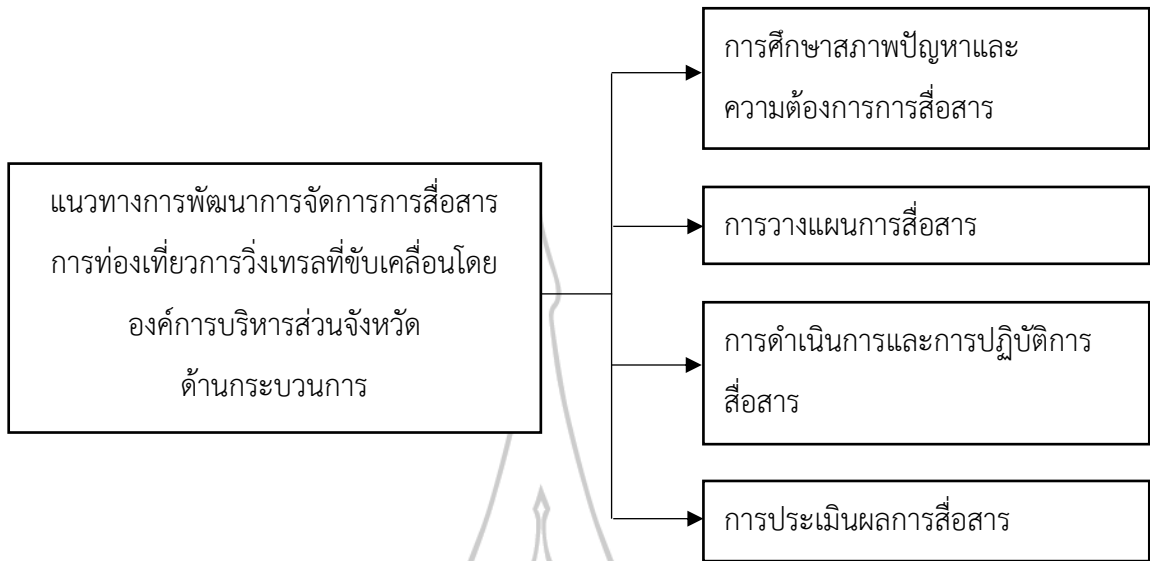 การศึกษาสภาพปัญหาและ
ความต้องการการสื่อสาร
แนวทางการพัฒนาการจัดการการสื่อสาร
การท่องเที่ยวการวิ่งเทรลที่ขับเคลื่อนโดย
องค์การบริหารส่วนจังหวัด
ด้านกระบวนการ
การวางแผนการสื่อสาร
การดำเนินการและการปฏิบัติการ
สื่อสาร
การประเมินผลการสื่อสาร